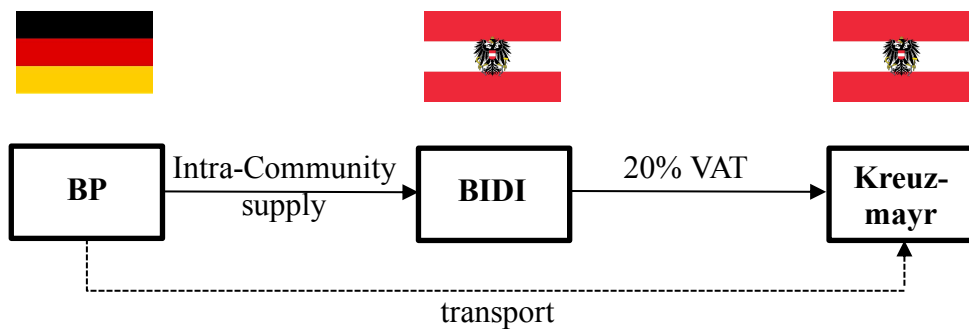 BP
Intra-Community
supply
BIDI
20% VAT
Kreuz-
mayr
transport